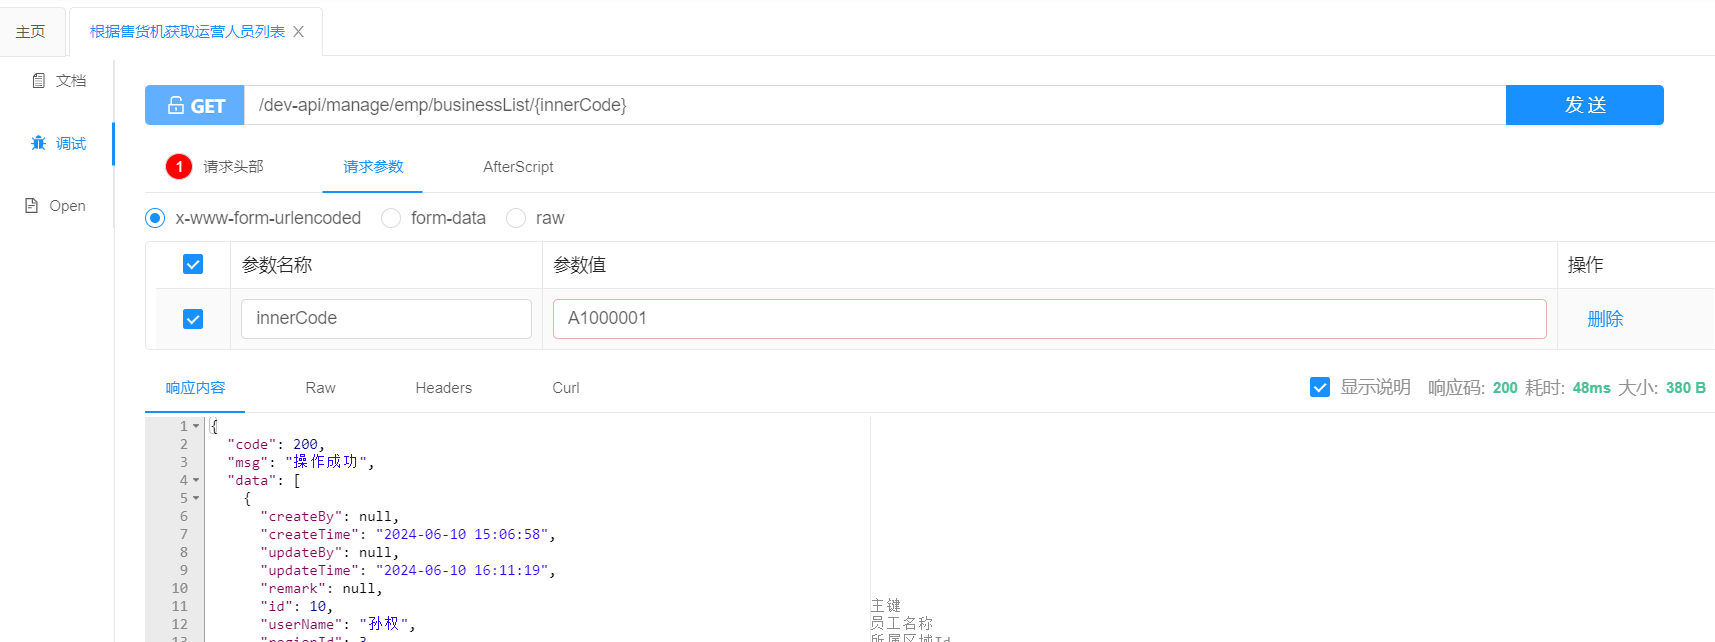 主页
根据售货机获取运营人员列表
文档
调试
Open
GET /dev-api/manage/emp/businessList/{innerCode} 发送
1 请求头部 请求参数 AfterScript
x-www-form-urlencoded form-data raw
参数名称 参数值 操作
innerCode A1000001 删除
响应内容 Raw Headers Curl 显示说明 响应码: 200 耗时: 48ms 大小: 380 B
1 {
2 "code": 200,
3 "msg": "操作成功",
4 "data": [
5 {
6 "createBy": null,
7 "createTime": "2024-06-10 15:06:58",
8 "updateBy": null,
9 "updateTime": "2024-06-10 16:11:19",
10 "remark": null,
11 "id": 10, 主键
12 "userName": "孙权", 员工名称
13 "regionId": 3 所属区域Id